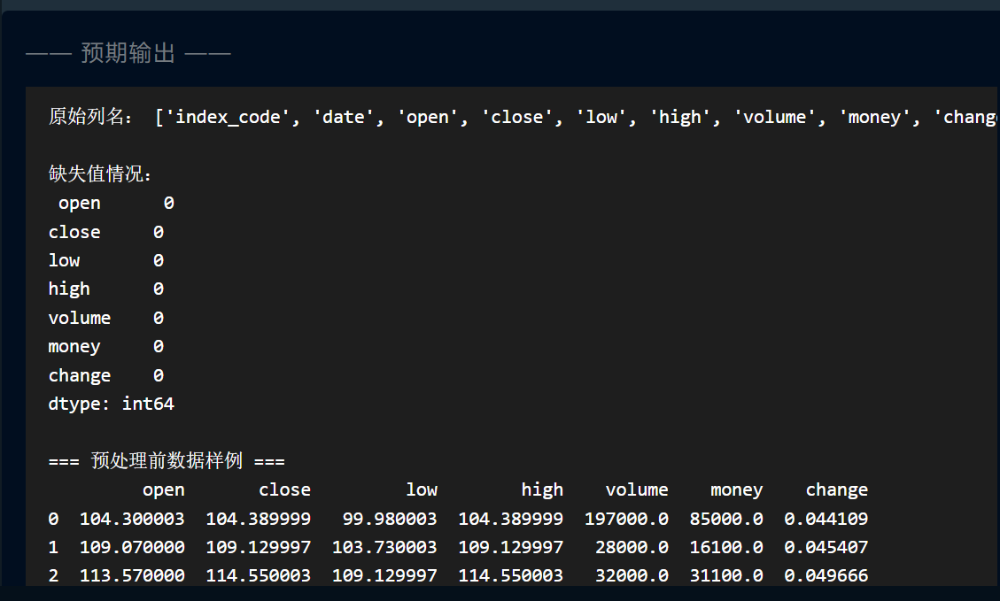 —— 预期输出 ——
原始列名： ['index_code', 'date', 'open', 'close', 'low', 'high', 'volume', 'money', 'chang
缺失值情况：
open 0
close 0
low 0
high 0
volume 0
money 0
change 0
dtype: int64
=== 预处理前数据样例 ===
open close low high volume money change
0 104.300003 104.389999 99.980003 104.389999 197000.0 85000.0 0.044109
1 109.070000 109.129997 103.730003 109.129997 28000.0 16100.0 0.045407
2 113.570000 114.550003 109.129997 114.550003 32000.0 31100.0 0.049666